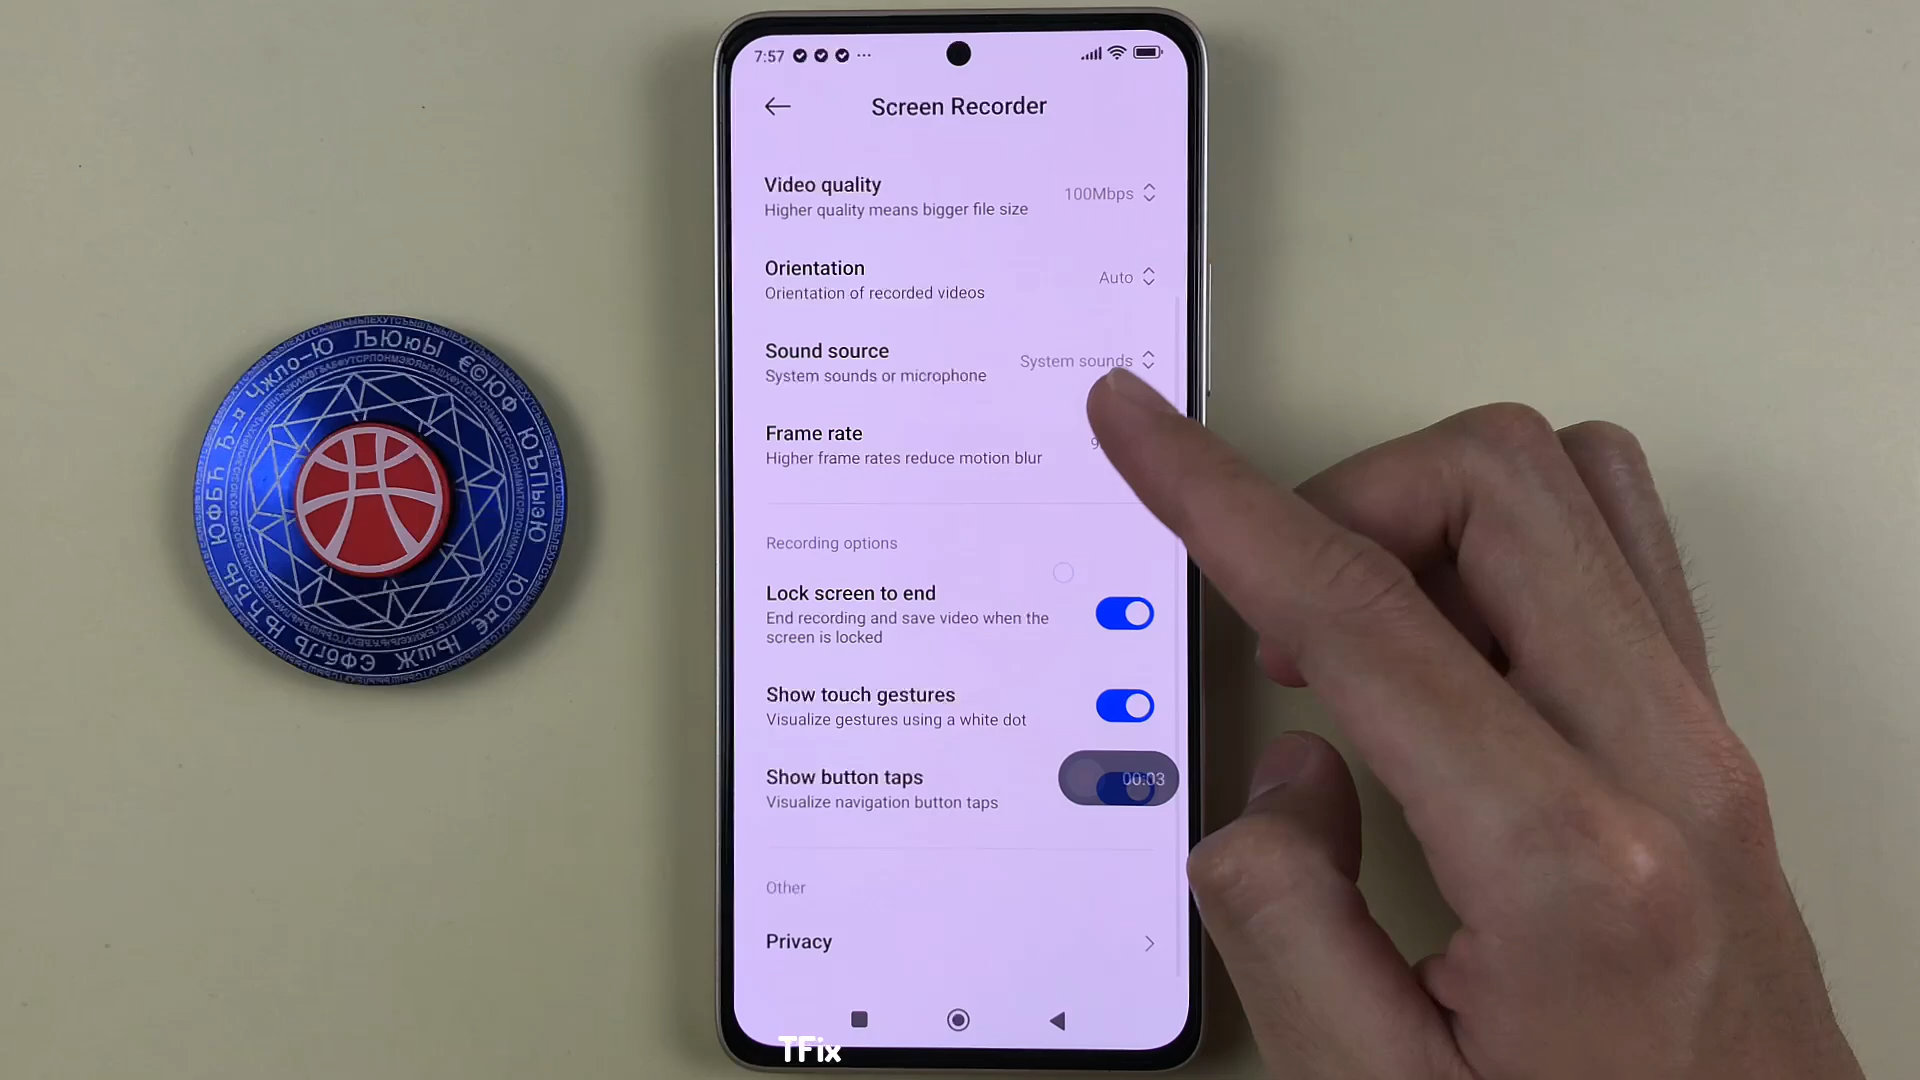 7:57
Screen Recorder
Video quality
Higher quality means bigger file size
100Mbps
Orientation
Orientation of recorded videos
Auto
Sound source
System sounds or microphone
System sounds
Frame rate
Higher frame rates reduce motion blur
Recording options
Lock screen to end
End recording and save video when the
screen is locked
Show touch gestures
Visualize gestures using a white dot
Show button taps
Visualize navigation button taps
00:03
Other
Privacy
TFix